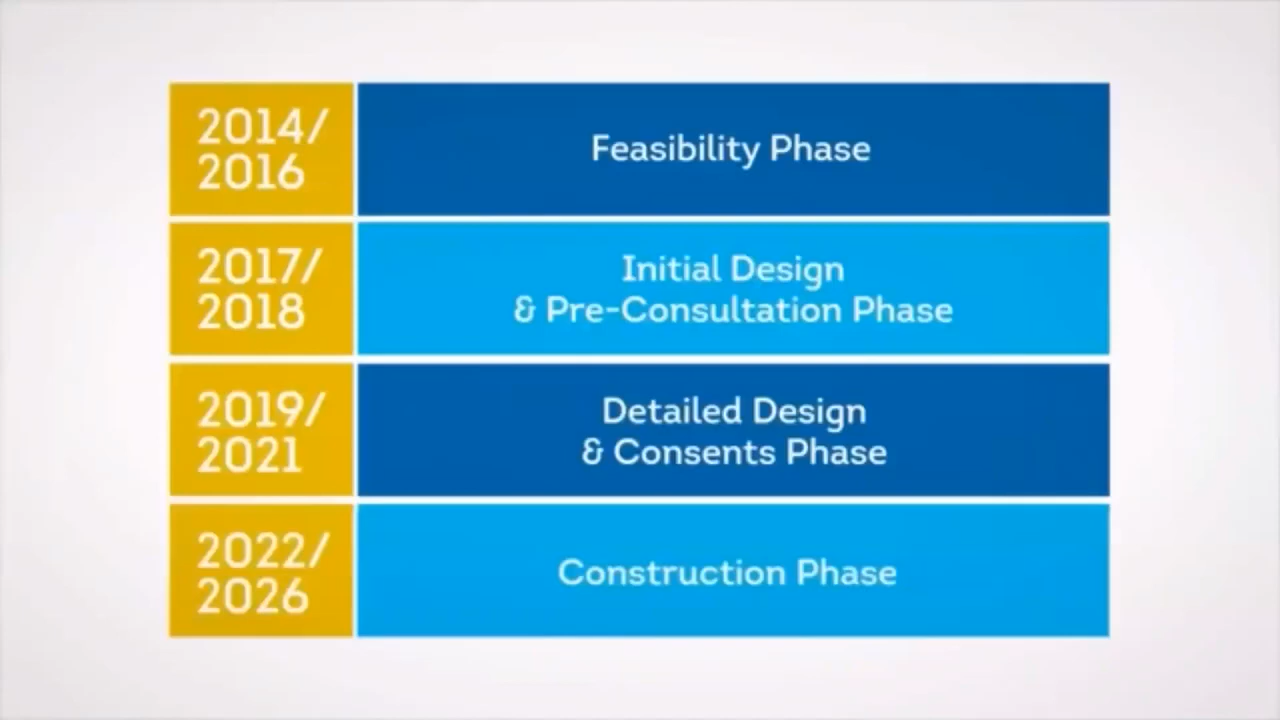 2014/
2016
Feasibility Phase
2017/
2018
Initial Design
& Pre-Consultation Phase
2019/
2021
Detailed Design
& Consents Phase
2022/
2026
Construction Phase